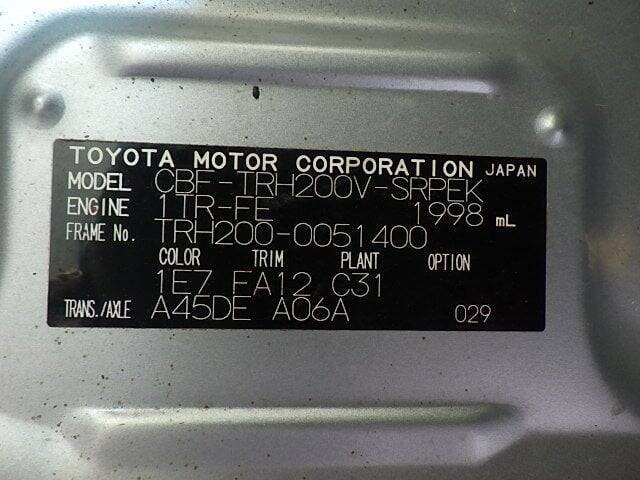 TOYOTA MOTOR CORPORATION JAPAN
MODEL CBF-TRH200V-SRPEK
ENGINE 1TR-FE 1998 mL
FRAME No. TRH200-0051400
COLOR TRIM PLANT OPTION
1E7 FA12 C31
TRANS./AXLE A45DE A06A 029